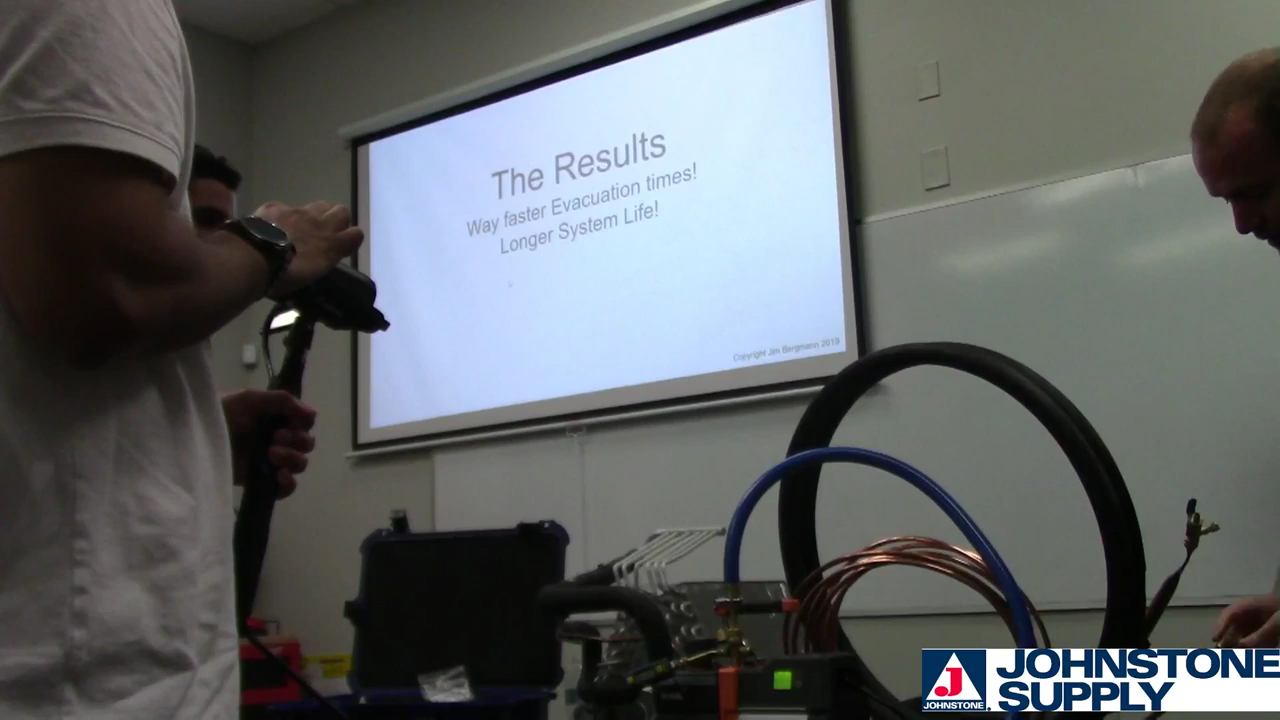 The Results
Way faster Evacuation times!
Longer System Life!
Copyright Jim Bergmann 2019
J
JOHNSTONE
JOHNSTONE
SUPPLY